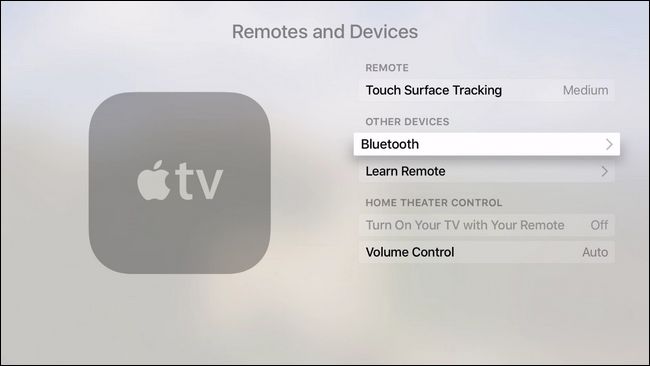 Remotes and Devices
tv
REMOTE
Touch Surface Tracking Medium
OTHER DEVICES
Bluetooth
Learn Remote
HOME THEATER CONTROL
Turn On Your TV with Your Remote Off
Volume Control Auto